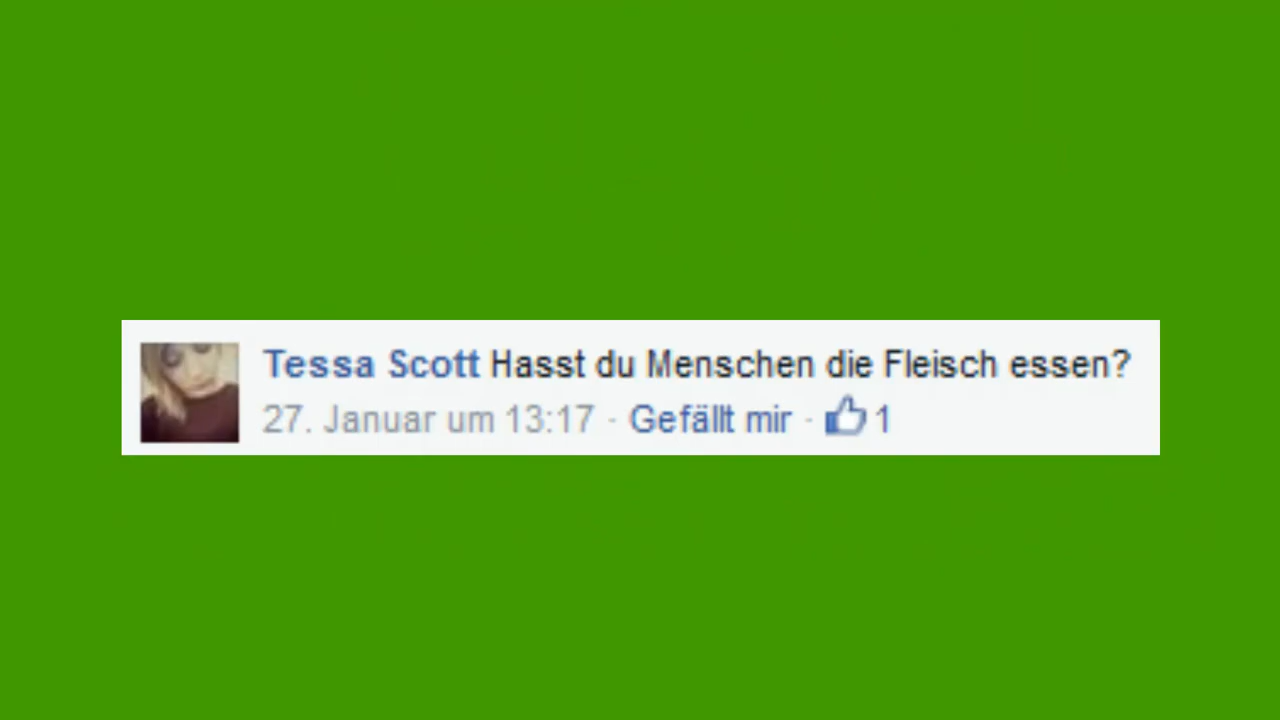 Tessa Scott Hasst du Menschen die Fleisch essen?
27. Januar um 13:17 · Gefällt mir · 1